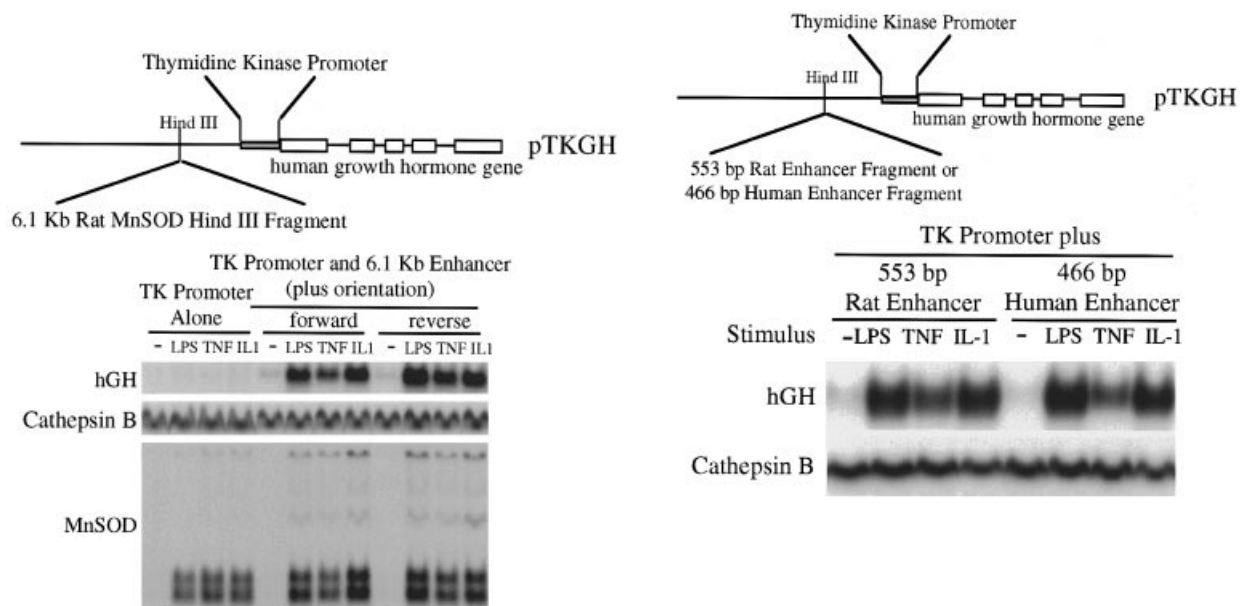 Thymidine Kinase Promoter
Hind III
pTKGH
human growth hormone gene
6.1 Kb Rat MnSOD Hind III Fragment
TK Promoter and 6.1 Kb Enhancer
TK Promoter (plus orientation)
Alone forward reverse
- LPS TNF IL1 - LPS TNF IL1 - LPS TNF IL1
hGH
Cathepsin B
MnSOD
Thymidine Kinase Promoter
Hind III
pTKGH
human growth hormone gene
553 bp Rat Enhancer Fragment or
466 bp Human Enhancer Fragment
TK Promoter plus
553 bp 466 bp
Rat Enhancer Human Enhancer
Stimulus -LPS TNF IL-1 - LPS TNF IL-1
hGH
Cathepsin B